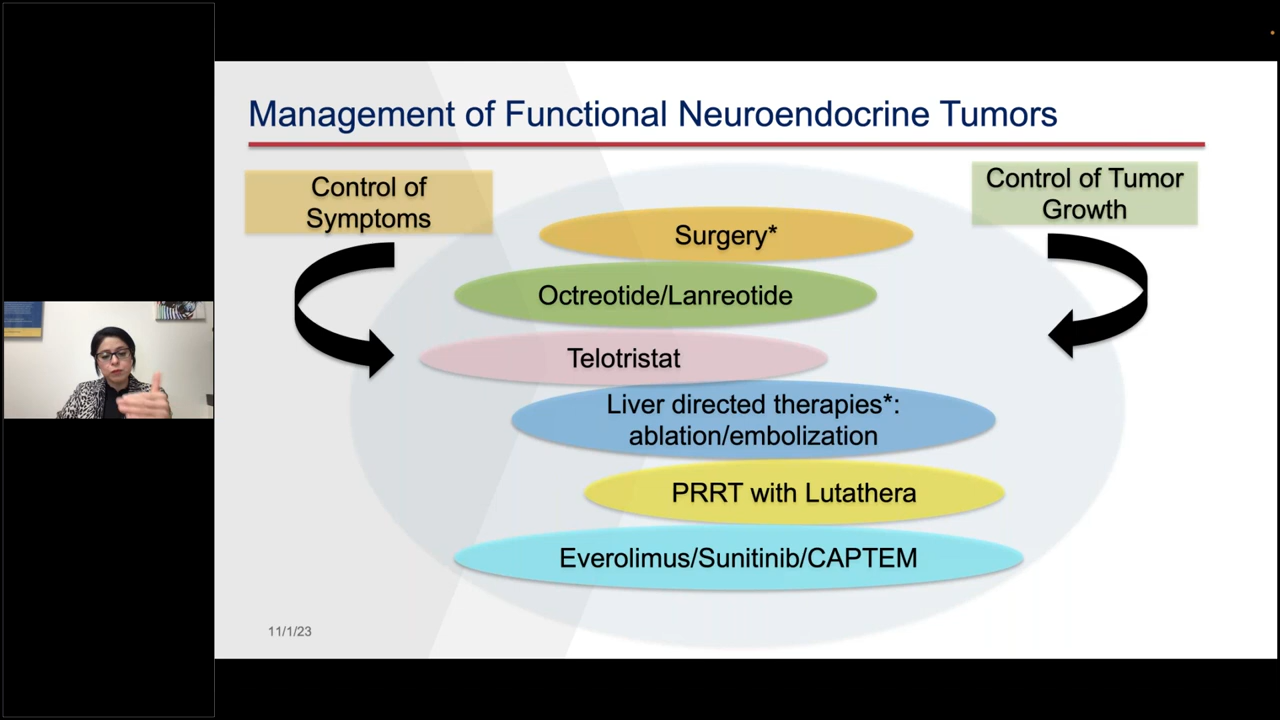 Management of Functional Neuroendocrine Tumors
Control of
Symptoms
Control of Tumor
Growth
Surgery*
Octreotide/Lanreotide
Telotristat
Liver directed therapies*:
ablation/embolization
PRRT with Lutathera
Everolimus/Sunitinib/CAPTEM
11/1/23